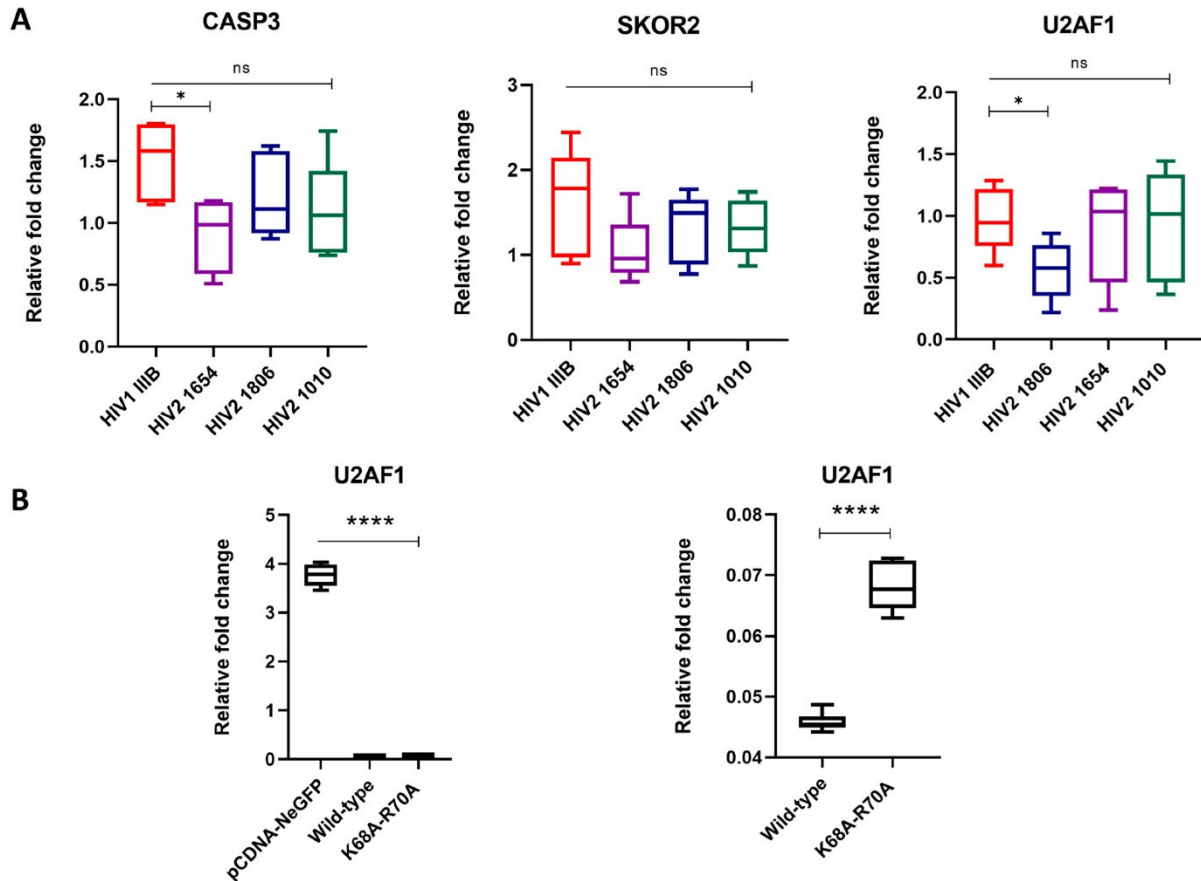 A
CASP3
ns
*
2.0
1.5
1.0
0.5
0.0
Relative fold change
HIV1 IIIB
HIV2 1654
HIV2 1806
HIV2 1010
SKOR2
ns
3
2
1
0
Relative fold change
HIV1 IIIB
HIV2 1654
HIV2 1806
HIV2 1010
U2AF1
ns
*
2.0
1.5
1.0
0.5
0.0
Relative fold change
HIV1 IIIB
HIV2 1806
HIV2 1654
HIV2 1010
B
U2AF1
****
5
4
3
2
1
0
Relative fold change
pCDNA-NeGFP
Wild-type
K68A-R70A
U2AF1
****
0.08
0.07
0.06
0.05
0.04
Relative fold change
Wild-type
K68A-R70A